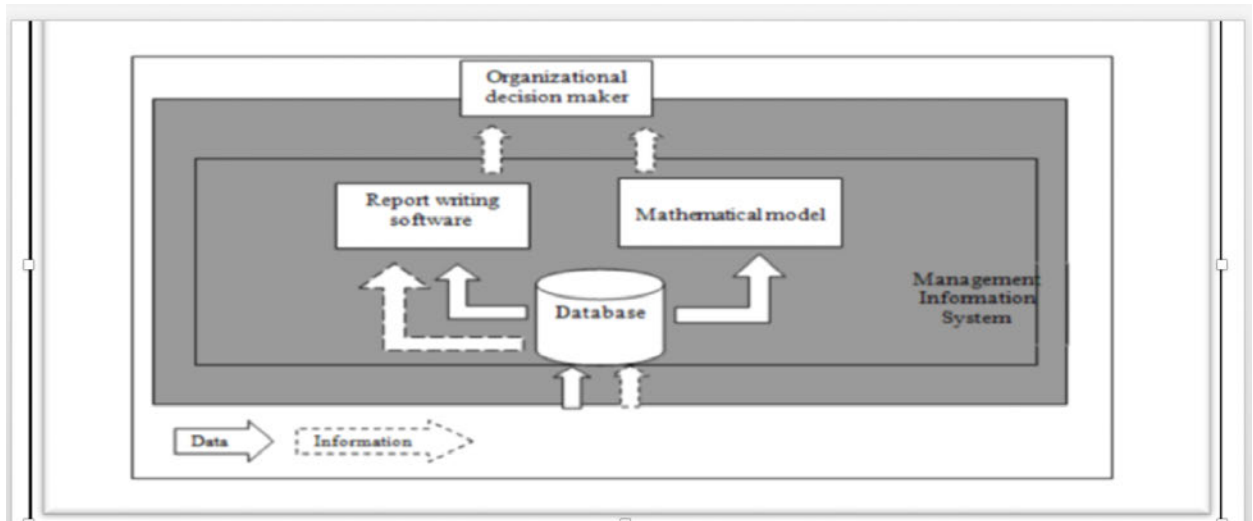 Organizational
decision maker
Report writing
software
Mathematical model
Management
Information
System
Database
Data
Information